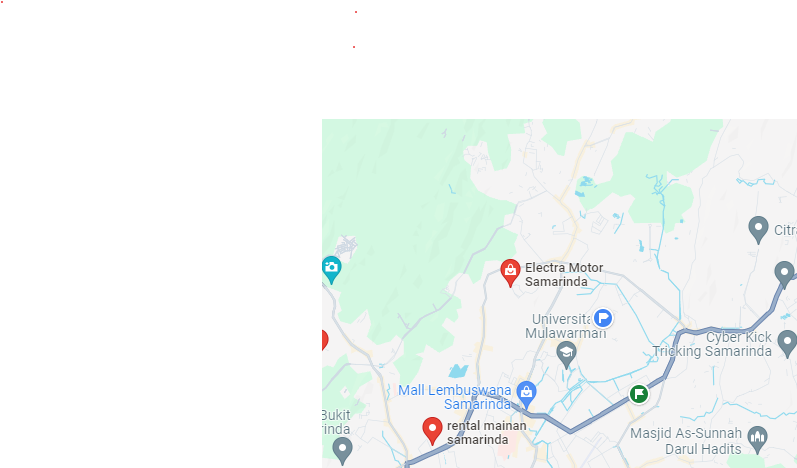 Citra
Electra Motor
Samarinda
Universitas
Mulawarman
Cyber Kick
Tricking Samarinda
Mall Lembuswana
Samarinda
Bukit
rinda
rental mainan
samarinda
Masjid As-Sunnah
Darul Hadits